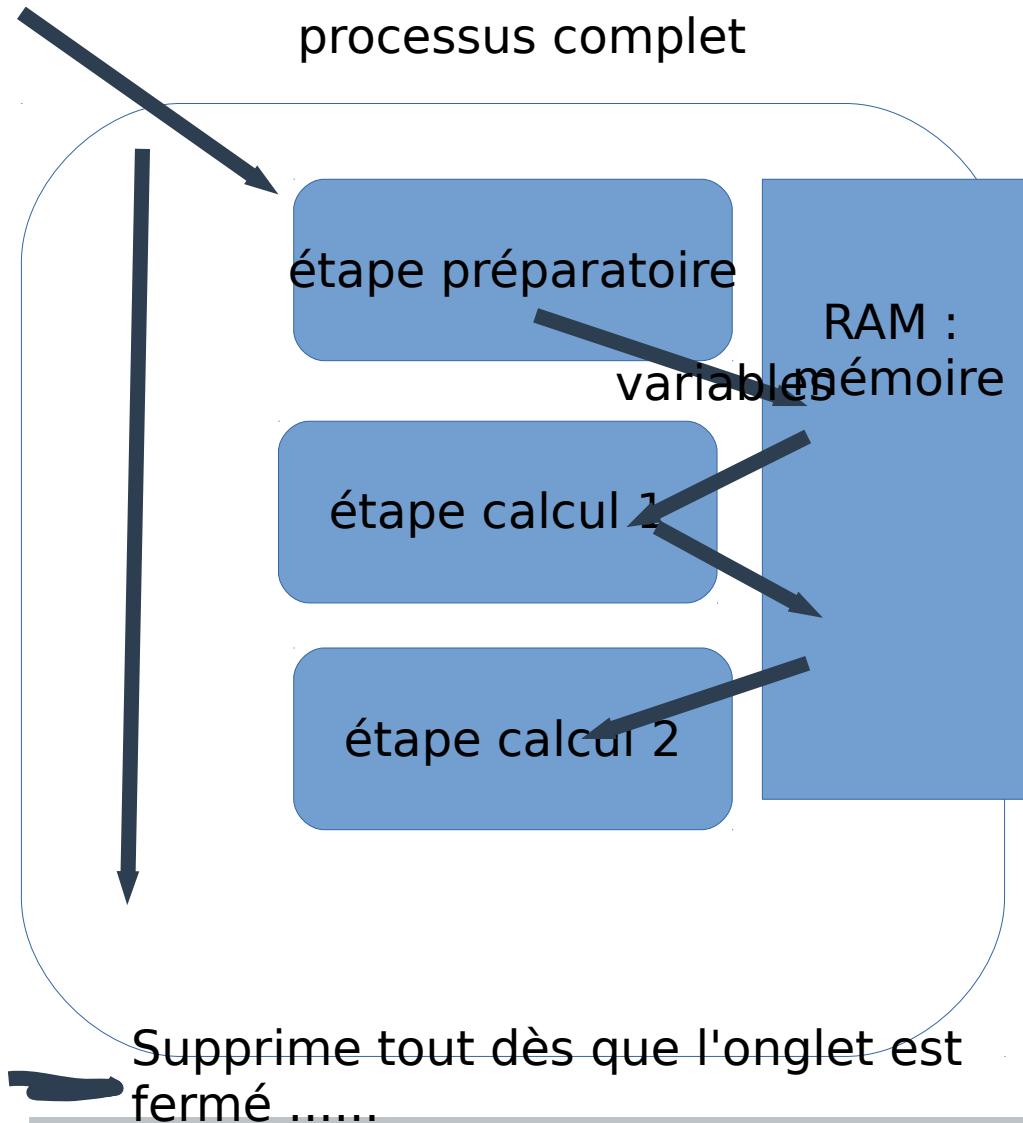 processus complet
étape préparatoire
RAM :
mémoire
variables
étape calcul 1
étape calcul 2
Supprime tout dès que l'onglet est
fermé ......